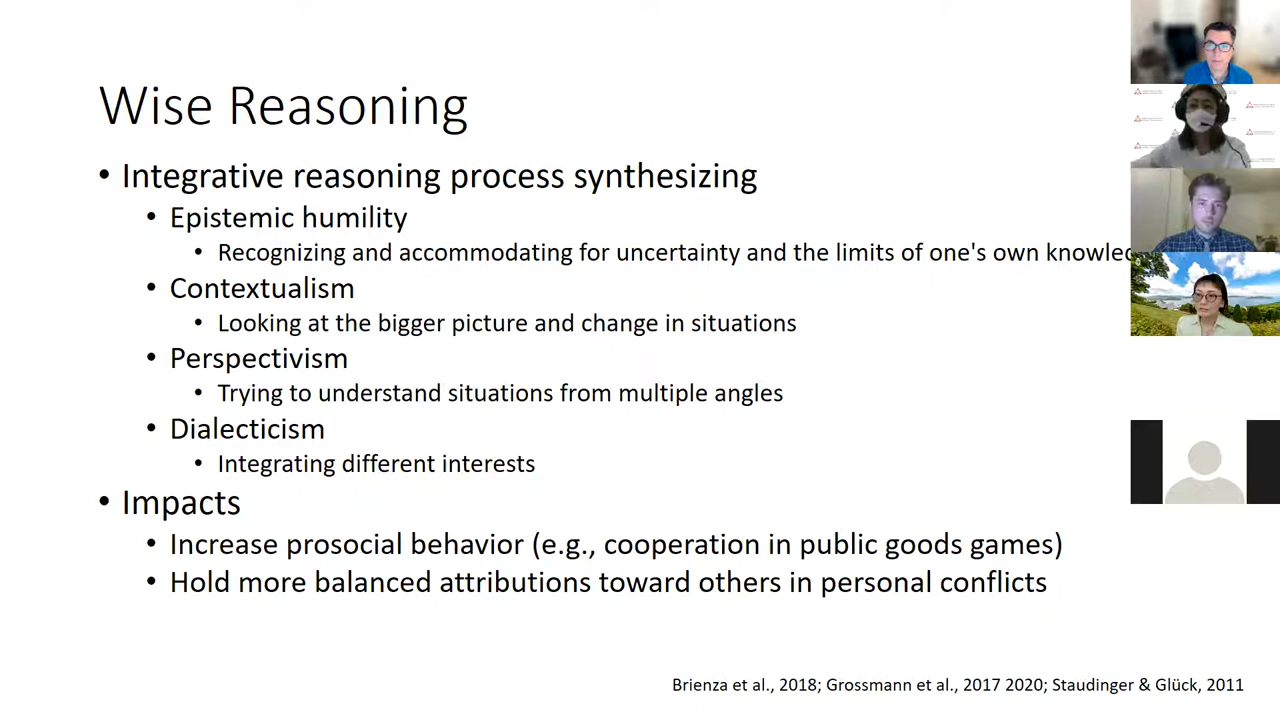 Wise Reasoning
• Integrative reasoning process synthesizing
• Epistemic humility
• Recognizing and accommodating for uncertainty and the limits of one's own
• Contextualism
• Looking at the bigger picture and change in situations
• Perspectivism
• Trying to understand situations from multiple angles
• Dialecticism
• Integrating different interests
• Impacts
• Increase prosocial behavior (e.g., cooperation in public goods games)
• Hold more balanced attributions toward others in personal conflicts
Brienza et al., 2018; Grossmann et al., 2017 2020; Staudinger & Glück, 2011